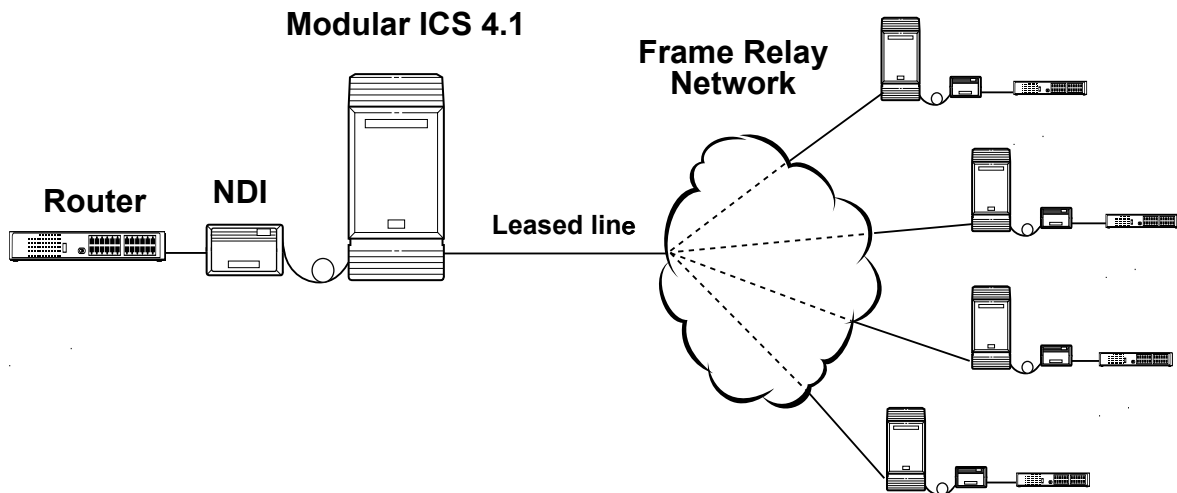 Modular ICS 4.1
Frame Relay
Network
NDI
Router
Leased line